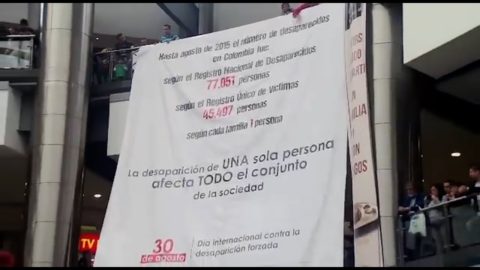 Hasta agosto de 2015 el número de desaparecidos
en Colombia fue:
según el Registro Nacional de Desaparecidos
77.051 personas
según el Registro Único de víctimas
45.497 personas
según cada familia 1 persona
La desaparición de UNA sola persona
afecta TODO el conjunto
de la sociedad
30
de agosto
Día internacional contra la
desaparición forzada
TV